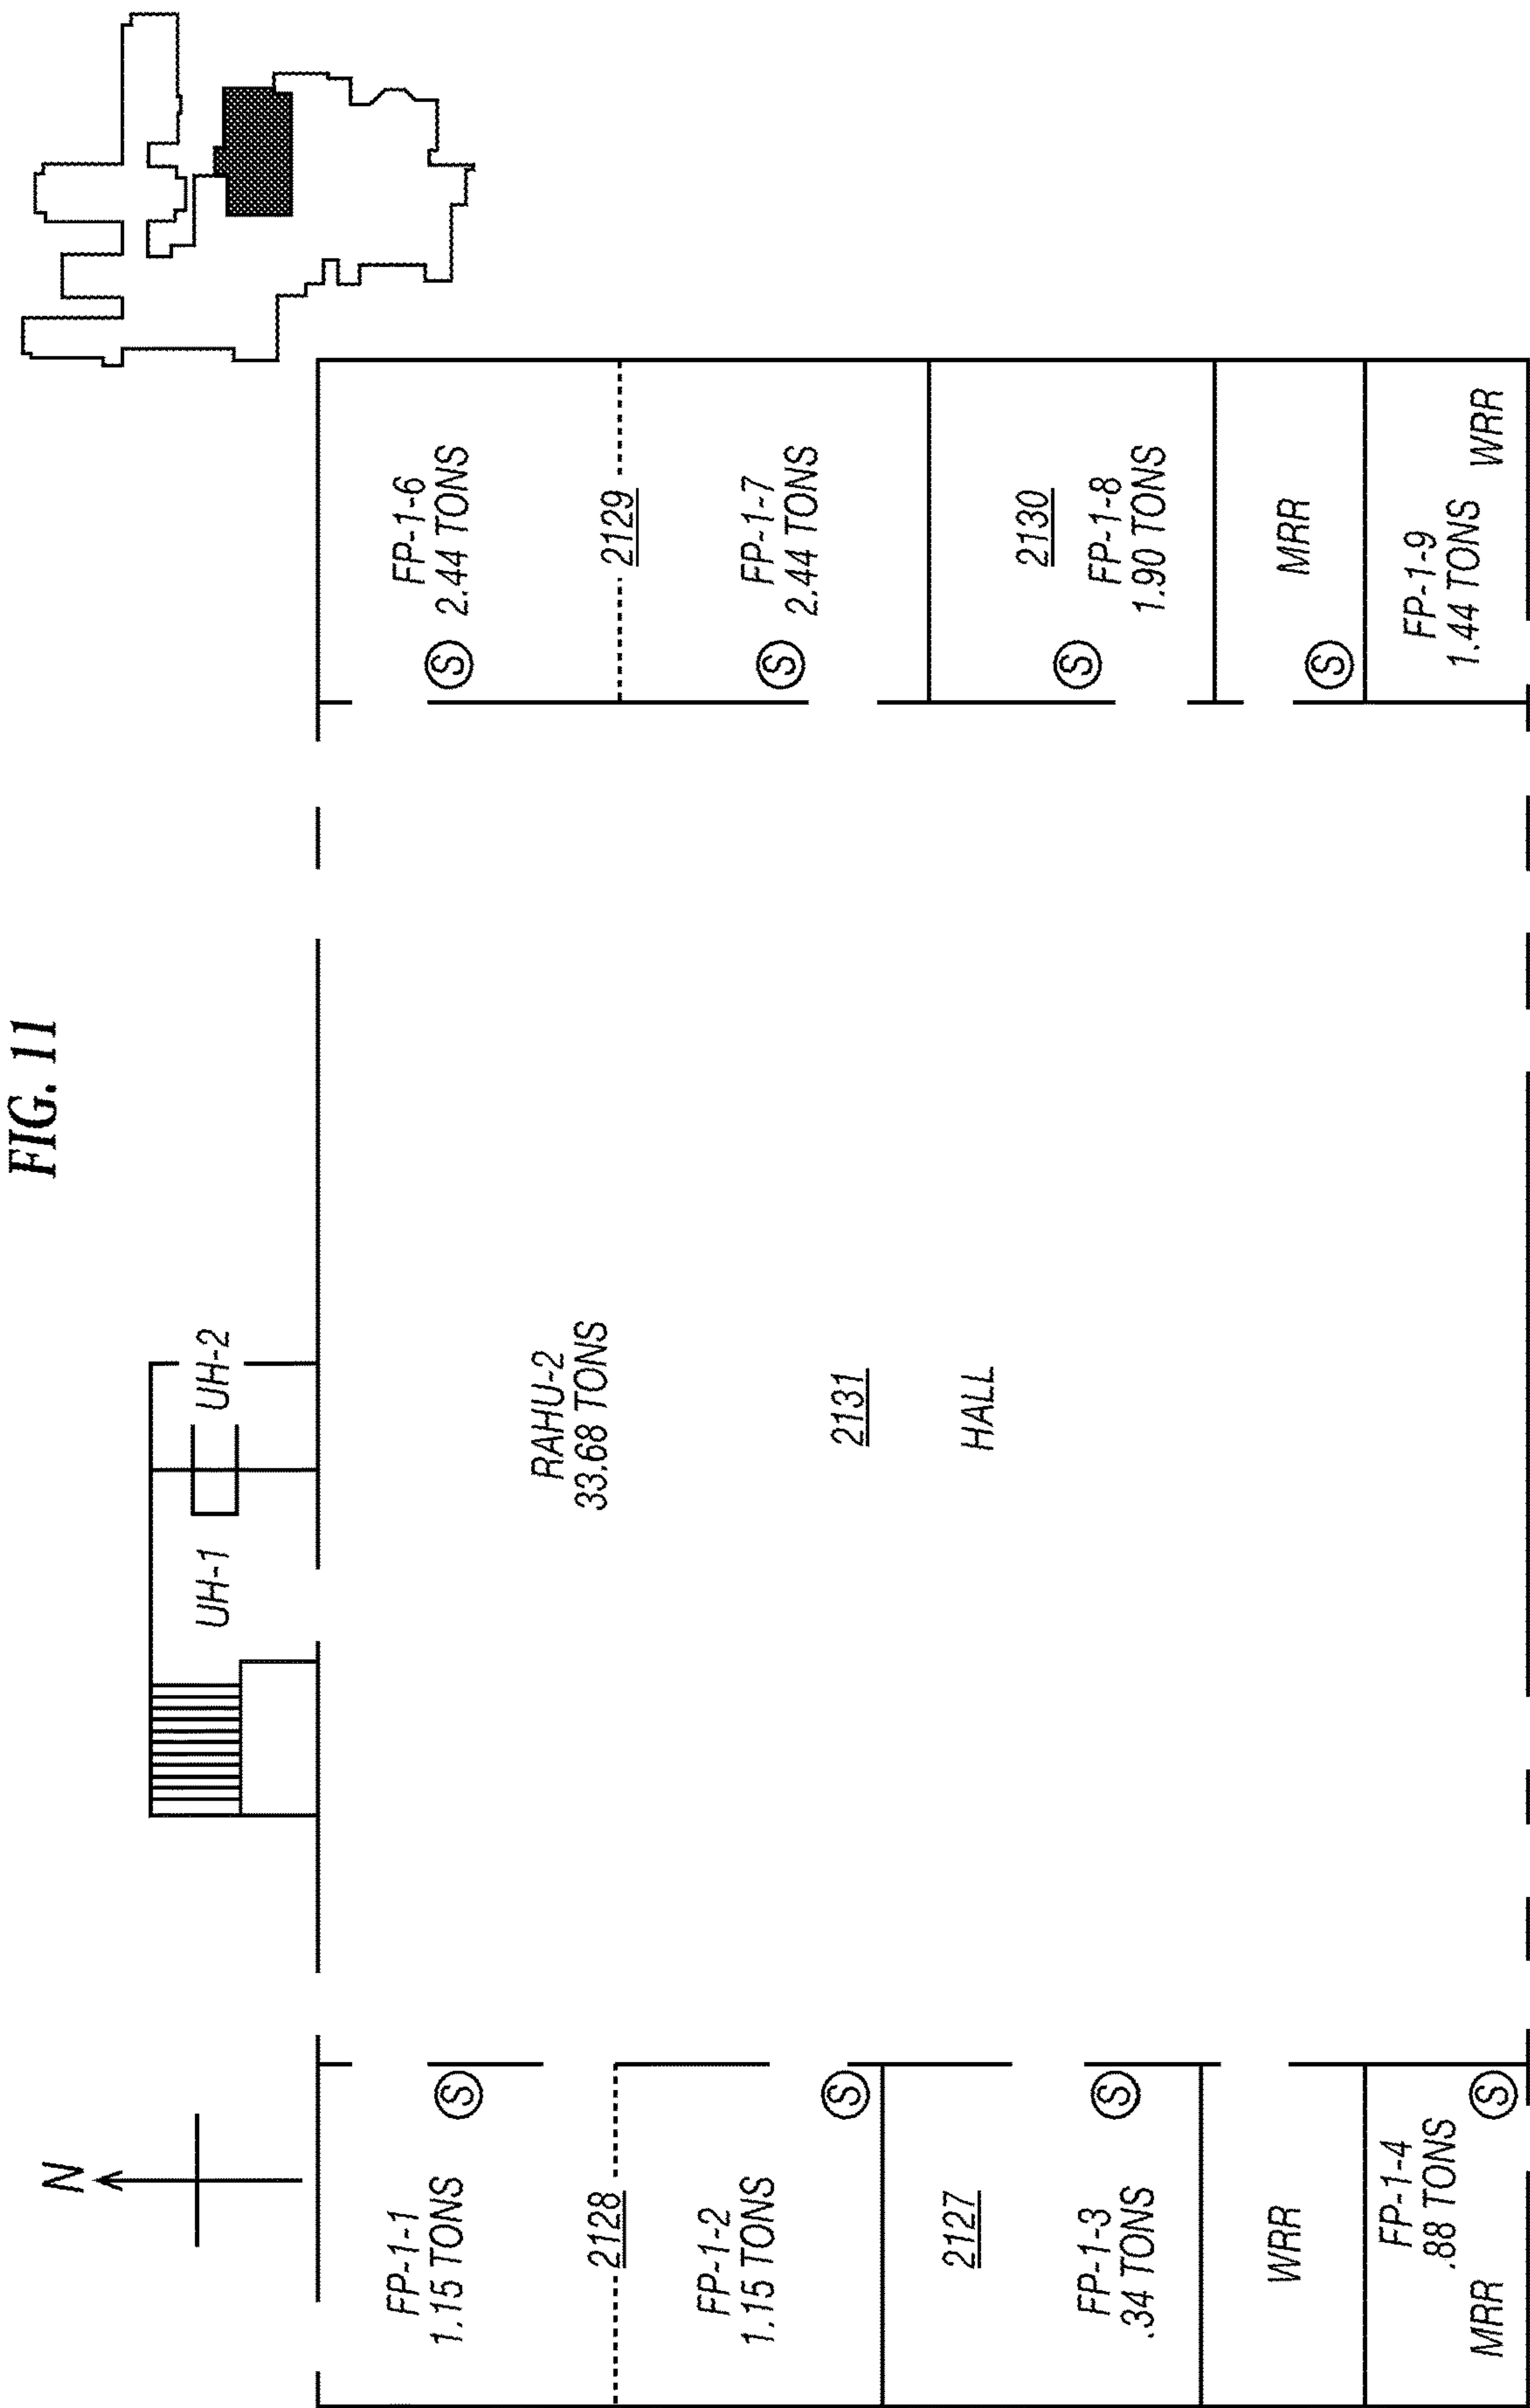 FIG. 11
N
UH-1
UH-2
FP-1-1
1.15 TONS
S
2128
FP-1-2
1.15 TONS
S
2127
FP-1-3
.34 TONS
S
WRR
FP-1-4
.88 TONS
MRR
S
RAHU-2
33.68 TONS
2131
HALL
FP-1-6
2.44 TONS
S
2129
FP-1-7
2.44 TONS
S
2130
FP-1-8
1.90 TONS
S
MRR
S
FP-1-9
1.44 TONS
WRR